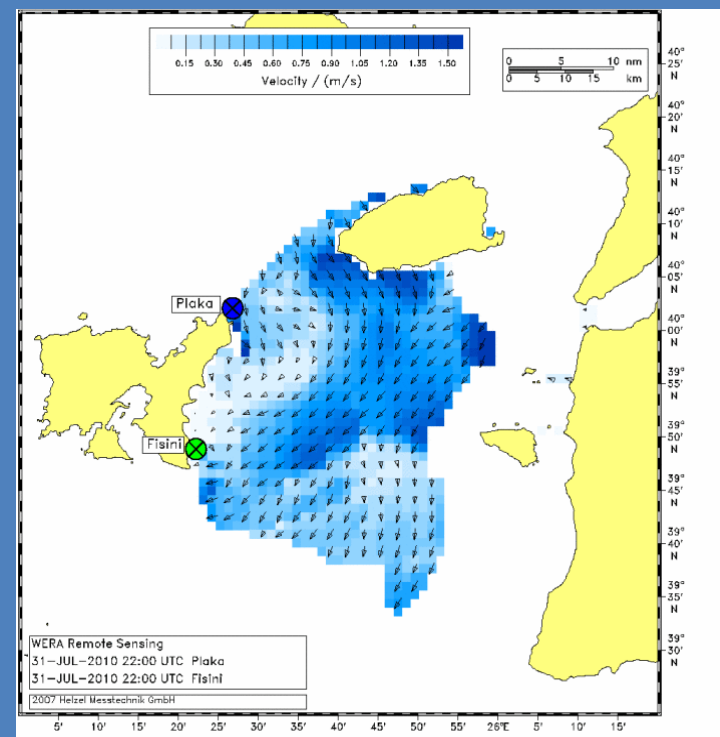 0.15 0.30 0.45 0.60 0.75 0.90 1.05 1.20 1.35 1.50
Velocity / (m/s)
0 5 10 nm
0 5 10 15 km
40° 25' N
40° 20' N
40° 15' N
40° 10' N
40° 05' N
40° 00' N
39° 55' N
39° 50' N
39° 45' N
39° 40' N
39° 35' N
39° 30' N
Plaka
Fisini
WERA Remote Sensing
31-JUL-2010 22:00 UTC Plaka
31-JUL-2010 22:00 UTC Fisini
2007 Helzel Messtechnik GmbH
5' 10' 15' 20' 25' 30' 35' 40' 45' 50' 55' 26°E 5' 10' 15'